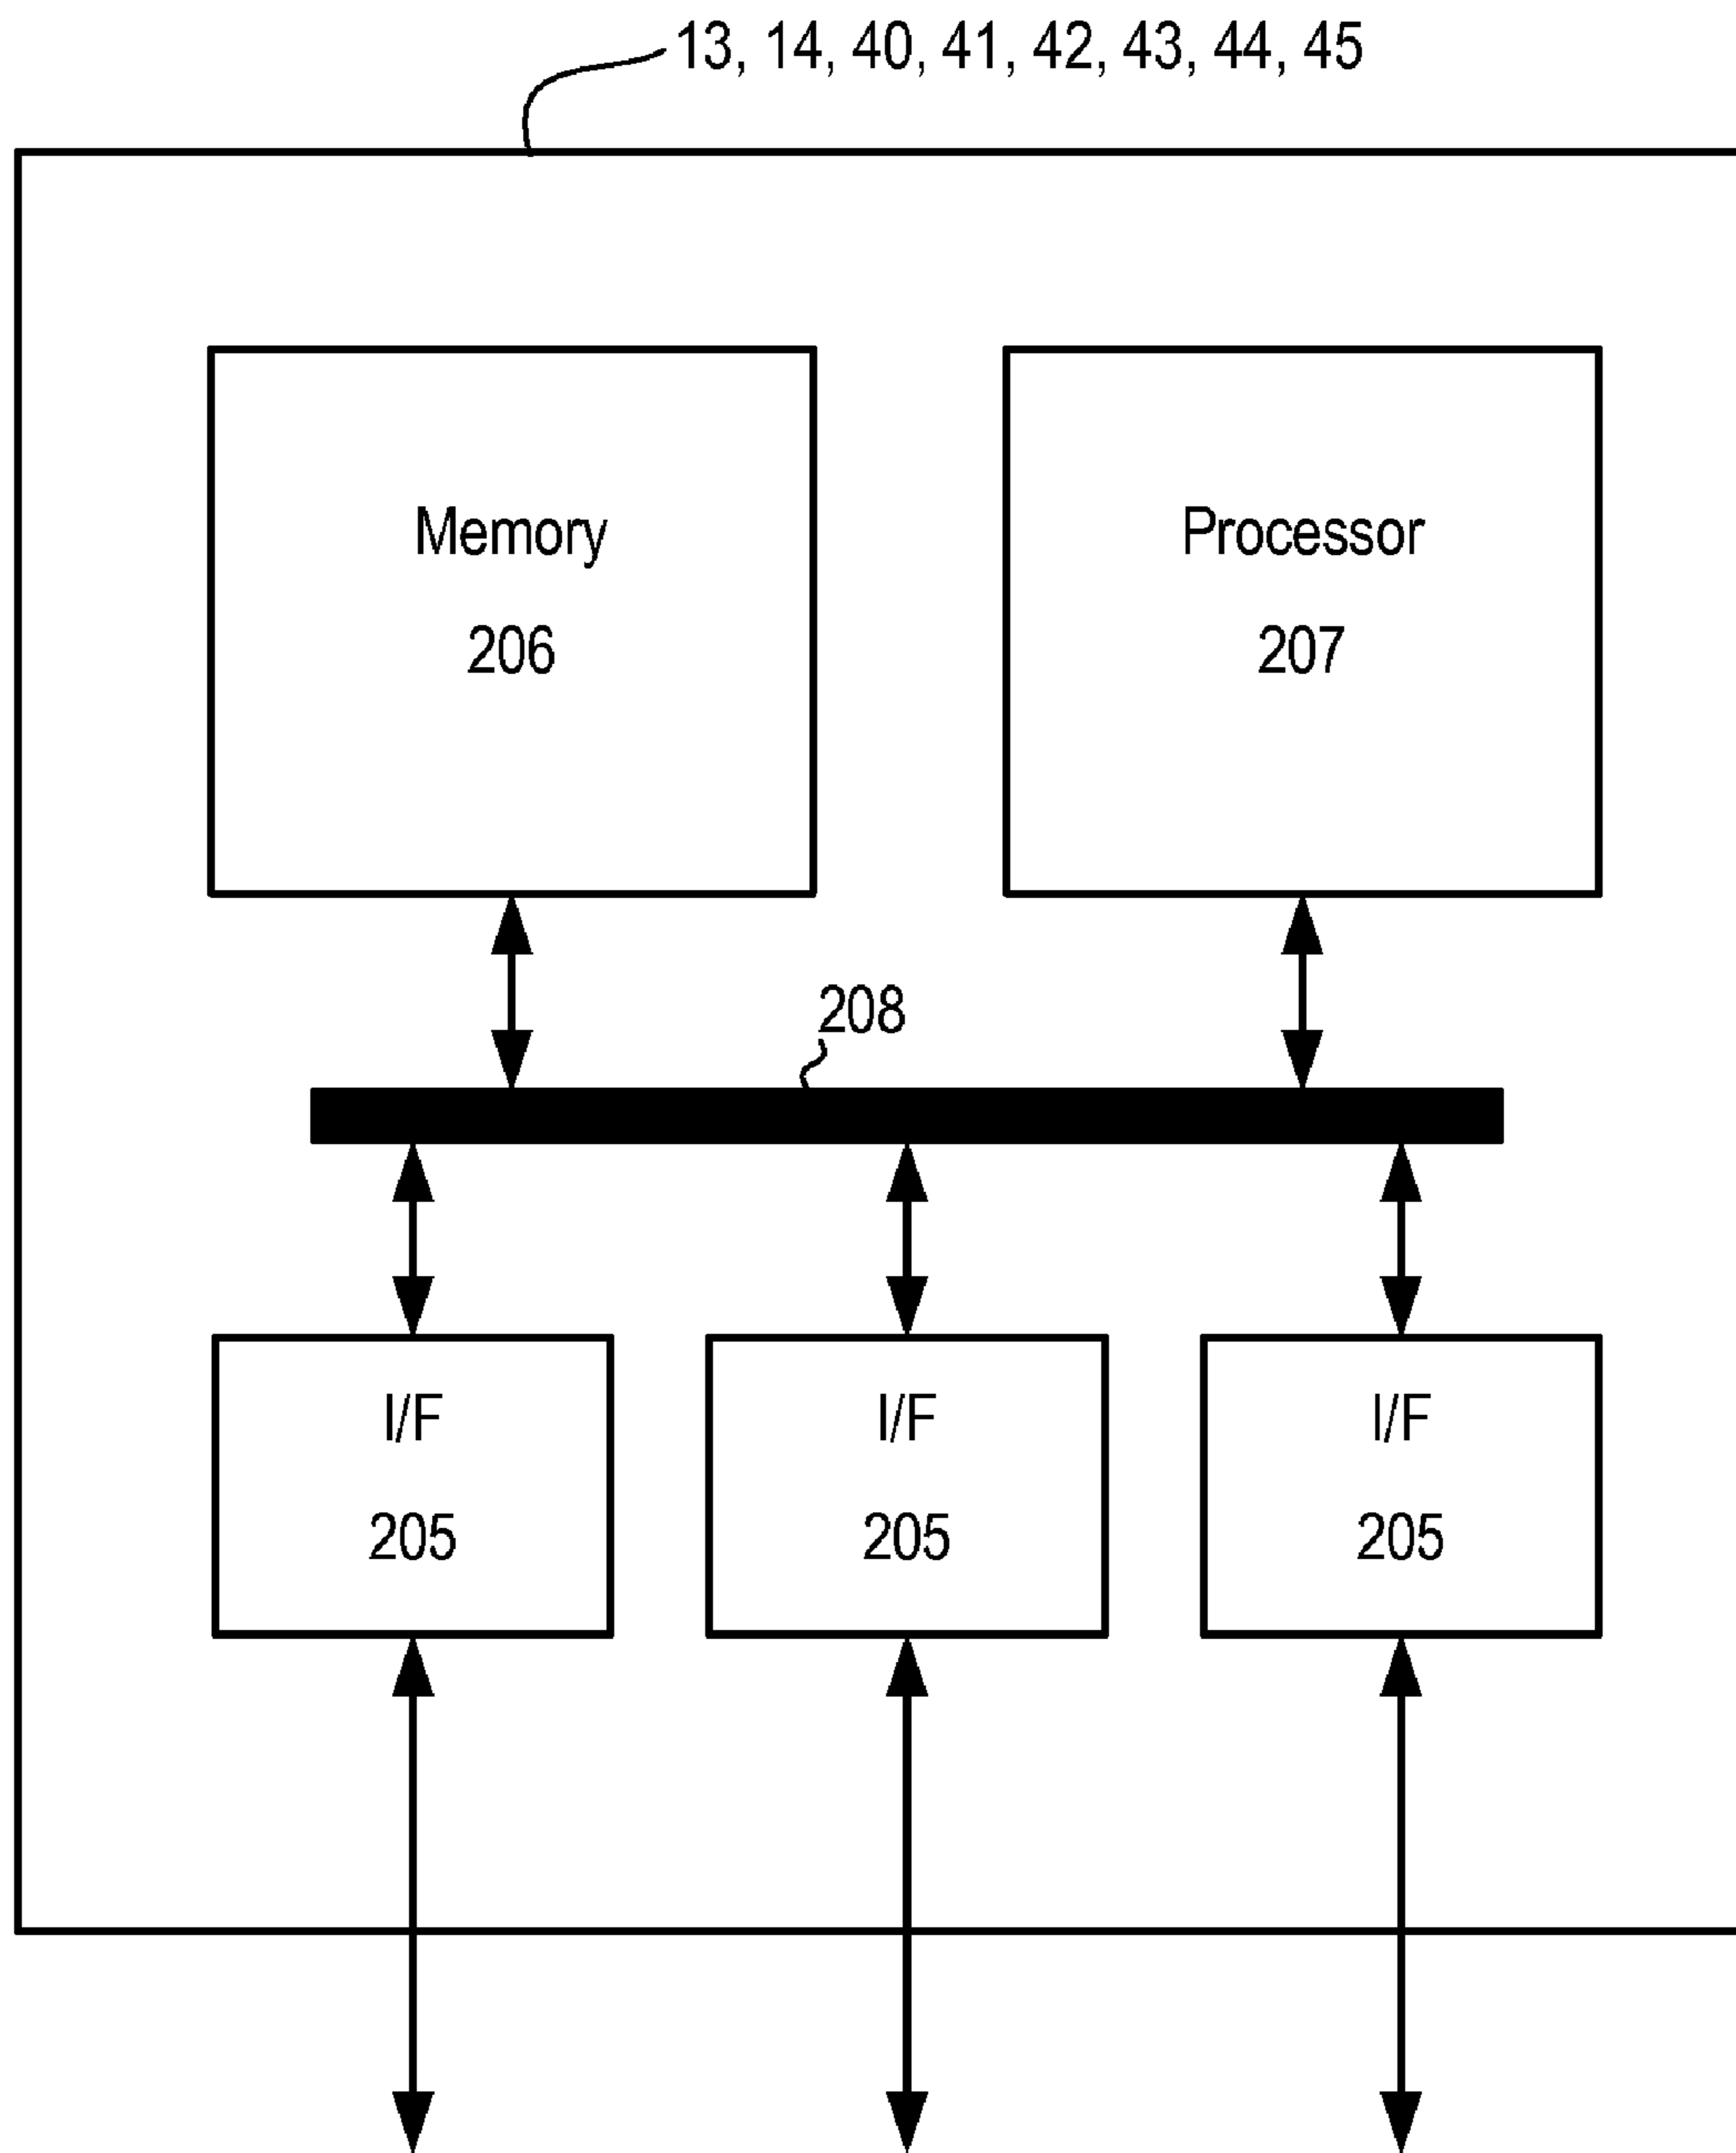 13, 14, 40, 41, 42, 43, 44, 45
Memory
206
Processor
207
208
I/F
205
I/F
205
I/F
205